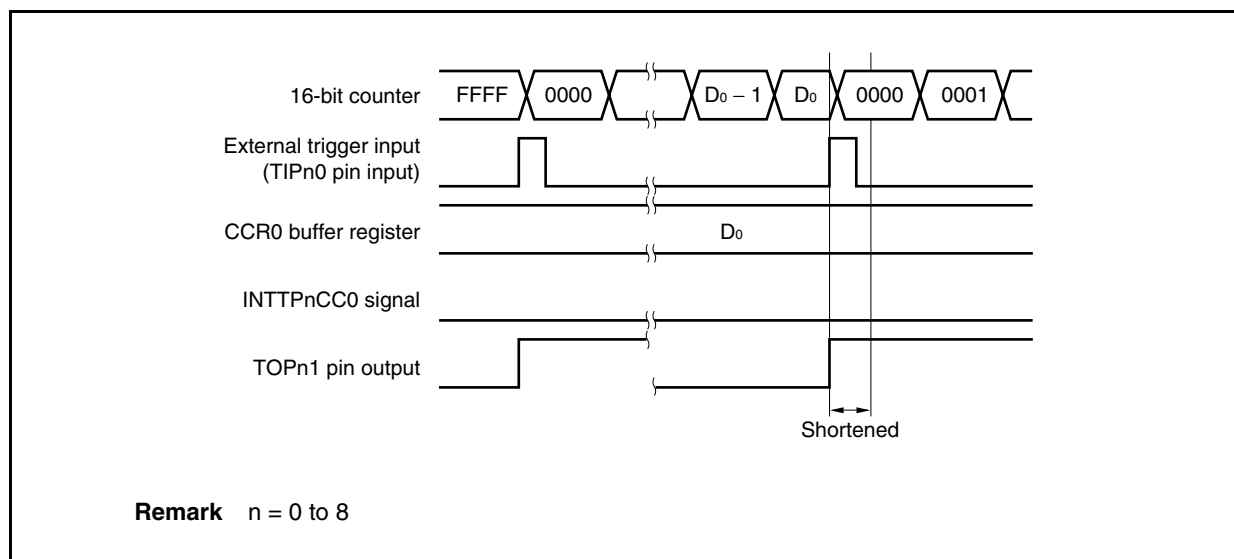 16-bit counter
FFFF 0000 D0 – 1 D0 0000 0001
External trigger input
(TIPn0 pin input)
CCR0 buffer register D0
INTTPnCC0 signal
TOPn1 pin output
Shortened
Remark n = 0 to 8